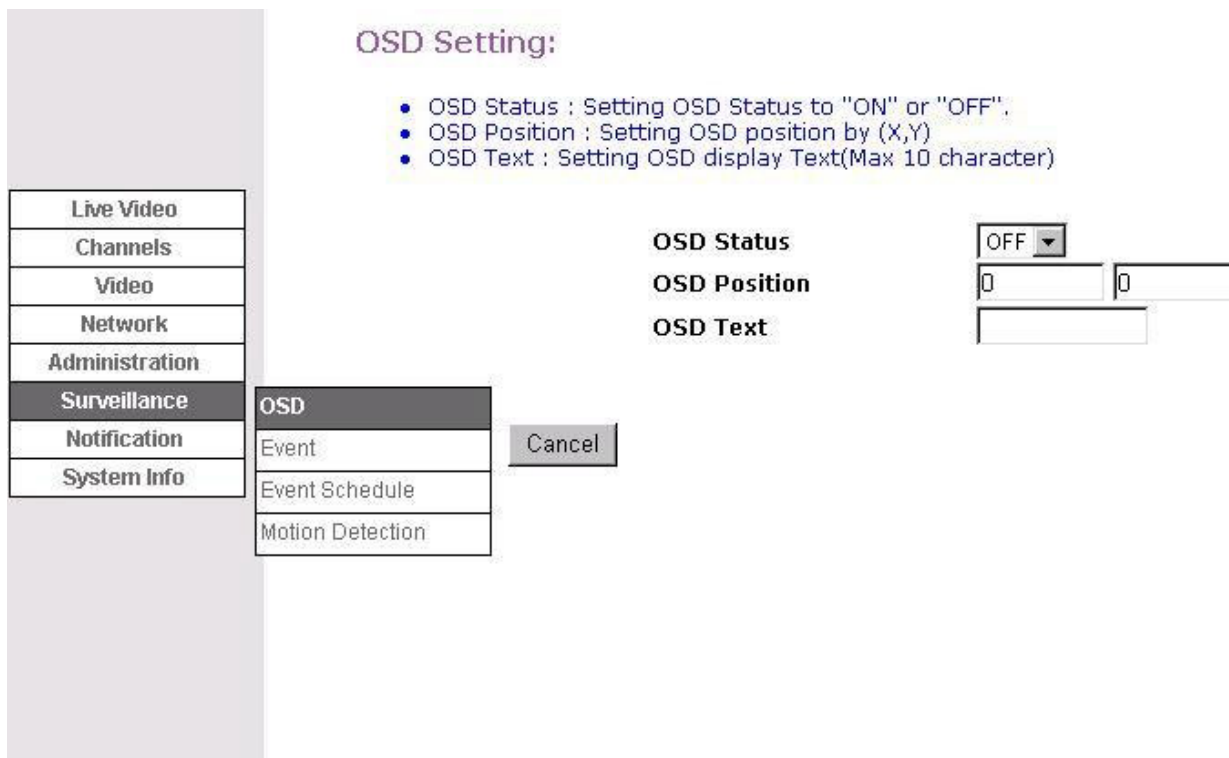 OSD Setting:
• OSD Status : Setting OSD Status to "ON" or "OFF".
• OSD Position : Setting OSD position by (X,Y)
• OSD Text : Setting OSD display Text(Max 10 character)
Live Video
Channels
Video
Network
Administration
Surveillance
Notification
System Info
OSD
Event
Event Schedule
Motion Detection
OSD Status OFF
OSD Position 0 0
OSD Text
Cancel